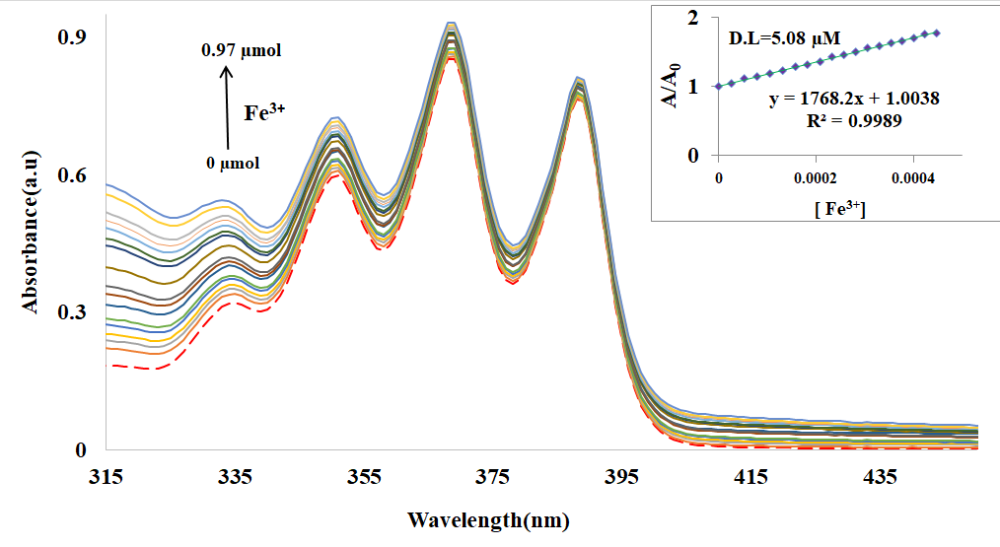 Absorbance(a.u)
0.9
0.6
0.3
0
0.97 µmol
Fe³⁺
0 µmol
315
335
355
375
395
415
435
Wavelength(nm)
A/A₀
2
1
0
D.L=5.08 µM
y = 1768.2x + 1.0038
R² = 0.9989
0
0.0002
0.0004
[ Fe³⁺]